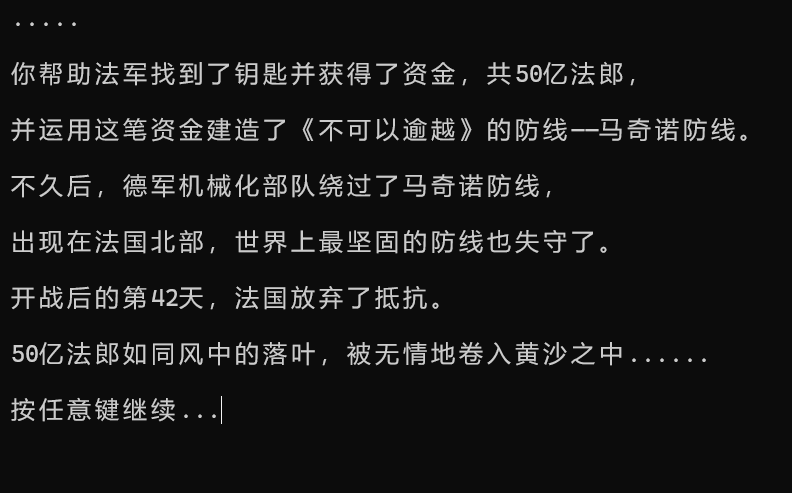 .....
你帮助法军找到了钥匙并获得了资金，共50亿法郎，
并运用这笔资金建造了《不可以逾越》的防线——马奇诺防线。
不久后，德军机械化部队绕过了马奇诺防线，
出现在法国北部，世界上最坚固的防线也失守了。
开战后的第42天，法国放弃了抵抗。
50亿法郎如同风中的落叶，被无情地卷入黄沙之中......
按任意键继续...